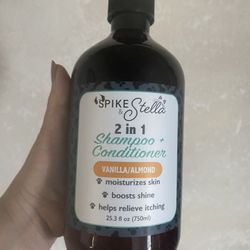 SPIKE
& Stella
2 in 1
Shampoo +
Conditioner
VANILLA/ALMOND
moisturizes skin
boosts shine
helps relieve itching
25.3 fl oz (750ml)